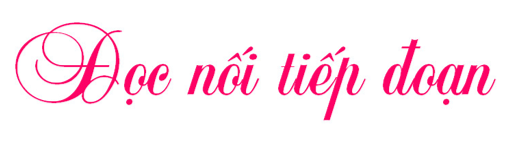 Đọc nối tiếp đoạn